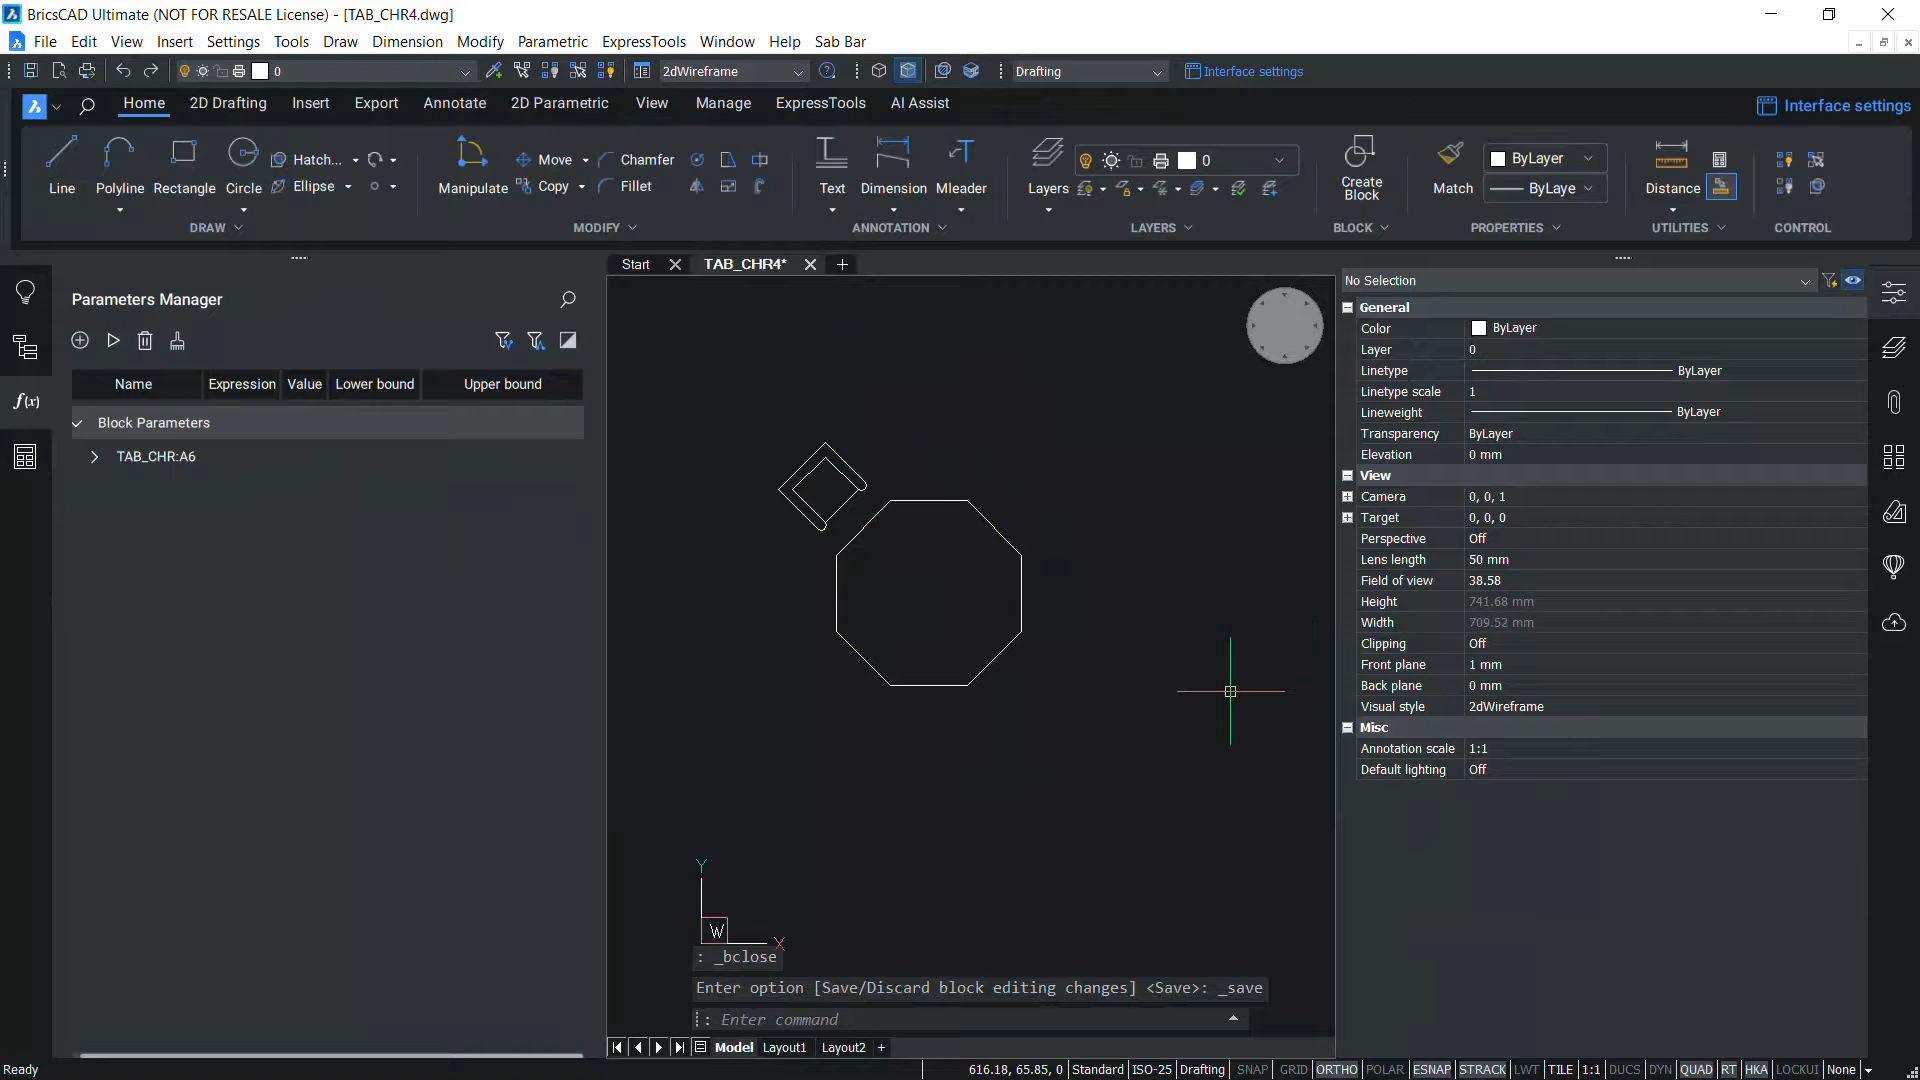 BricsCAD Ultimate (NOT FOR RESALE License) - [TAB_CHR4.dwg]
File Edit View Insert Settings Tools Draw Dimension Modify Parametric ExpressTools Window Help Sab Bar
0 2dWireframe Drafting Interface settings
Home 2D Drafting Insert Export Annotate 2D Parametric View Manage ExpressTools AI Assist Interface settings
Hatch... Move Chamfer 0 ByLayer
Line Polyline Rectangle Circle Ellipse Manipulate Copy Fillet Text Dimension Mleader Layers Create Block Match ByLaye Distance
DRAW MODIFY ANNOTATION LAYERS BLOCK PROPERTIES UTILITIES CONTROL
Start TAB_CHR4*
Parameters Manager
Name Expression Value Lower bound Upper bound
Block Parameters
TAB_CHR:A6
f(x)
Y
W
X
: _bclose
Enter option [Save/Discard block editing changes] <Save>: _save
: Enter command
Model Layout1 Layout2 +
No Selection
General
Color ByLayer
Layer 0
Linetype ByLayer
Linetype scale 1
Lineweight ByLayer
Transparency ByLayer
Elevation 0 mm
View
Camera 0, 0, 1
Target 0, 0, 0
Perspective Off
Lens length 50 mm
Field of view 38.58
Height 741.68 mm
Width 709.52 mm
Clipping Off
Front plane 1 mm
Back plane 0 mm
Visual style 2dWireframe
Misc
Annotation scale 1:1
Default lighting Off
Ready 616.18, 65.85, 0 Standard ISO-25 Drafting SNAP GRID ORTHO POLAR ESNAP STRACK LWT TILE 1:1 DUCS DYN QUAD RT HKA LOCKUI None